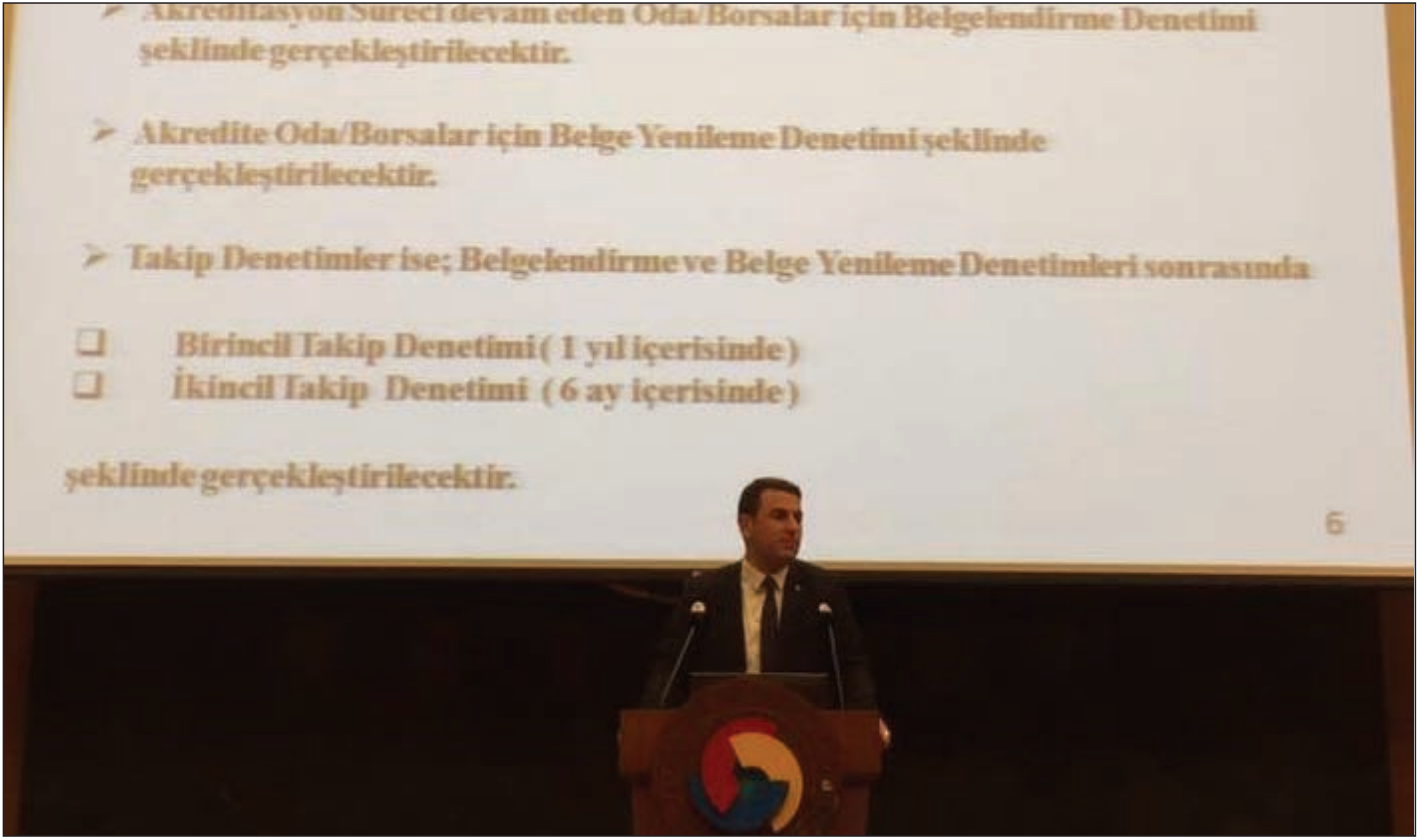 ➢ Akreditasyon Süreci devam eden Oda/Borsalar için Belgelendirme Denetimi
şeklinde gerçekleştirilecektir.
➢ Akredite Oda/Borsalar için Belge Yenileme Denetimi şeklinde
gerçekleştirilecektir.
➢ Takip Denetimler ise; Belgelendirme ve Belge Yenileme Denetimleri sonrasında
❑ Birincil Takip Denetimi ( 1 yıl içerisinde )
❑ İkincil Takip Denetimi ( 6 ay içerisinde )
şeklinde gerçekleştirilecektir.
6